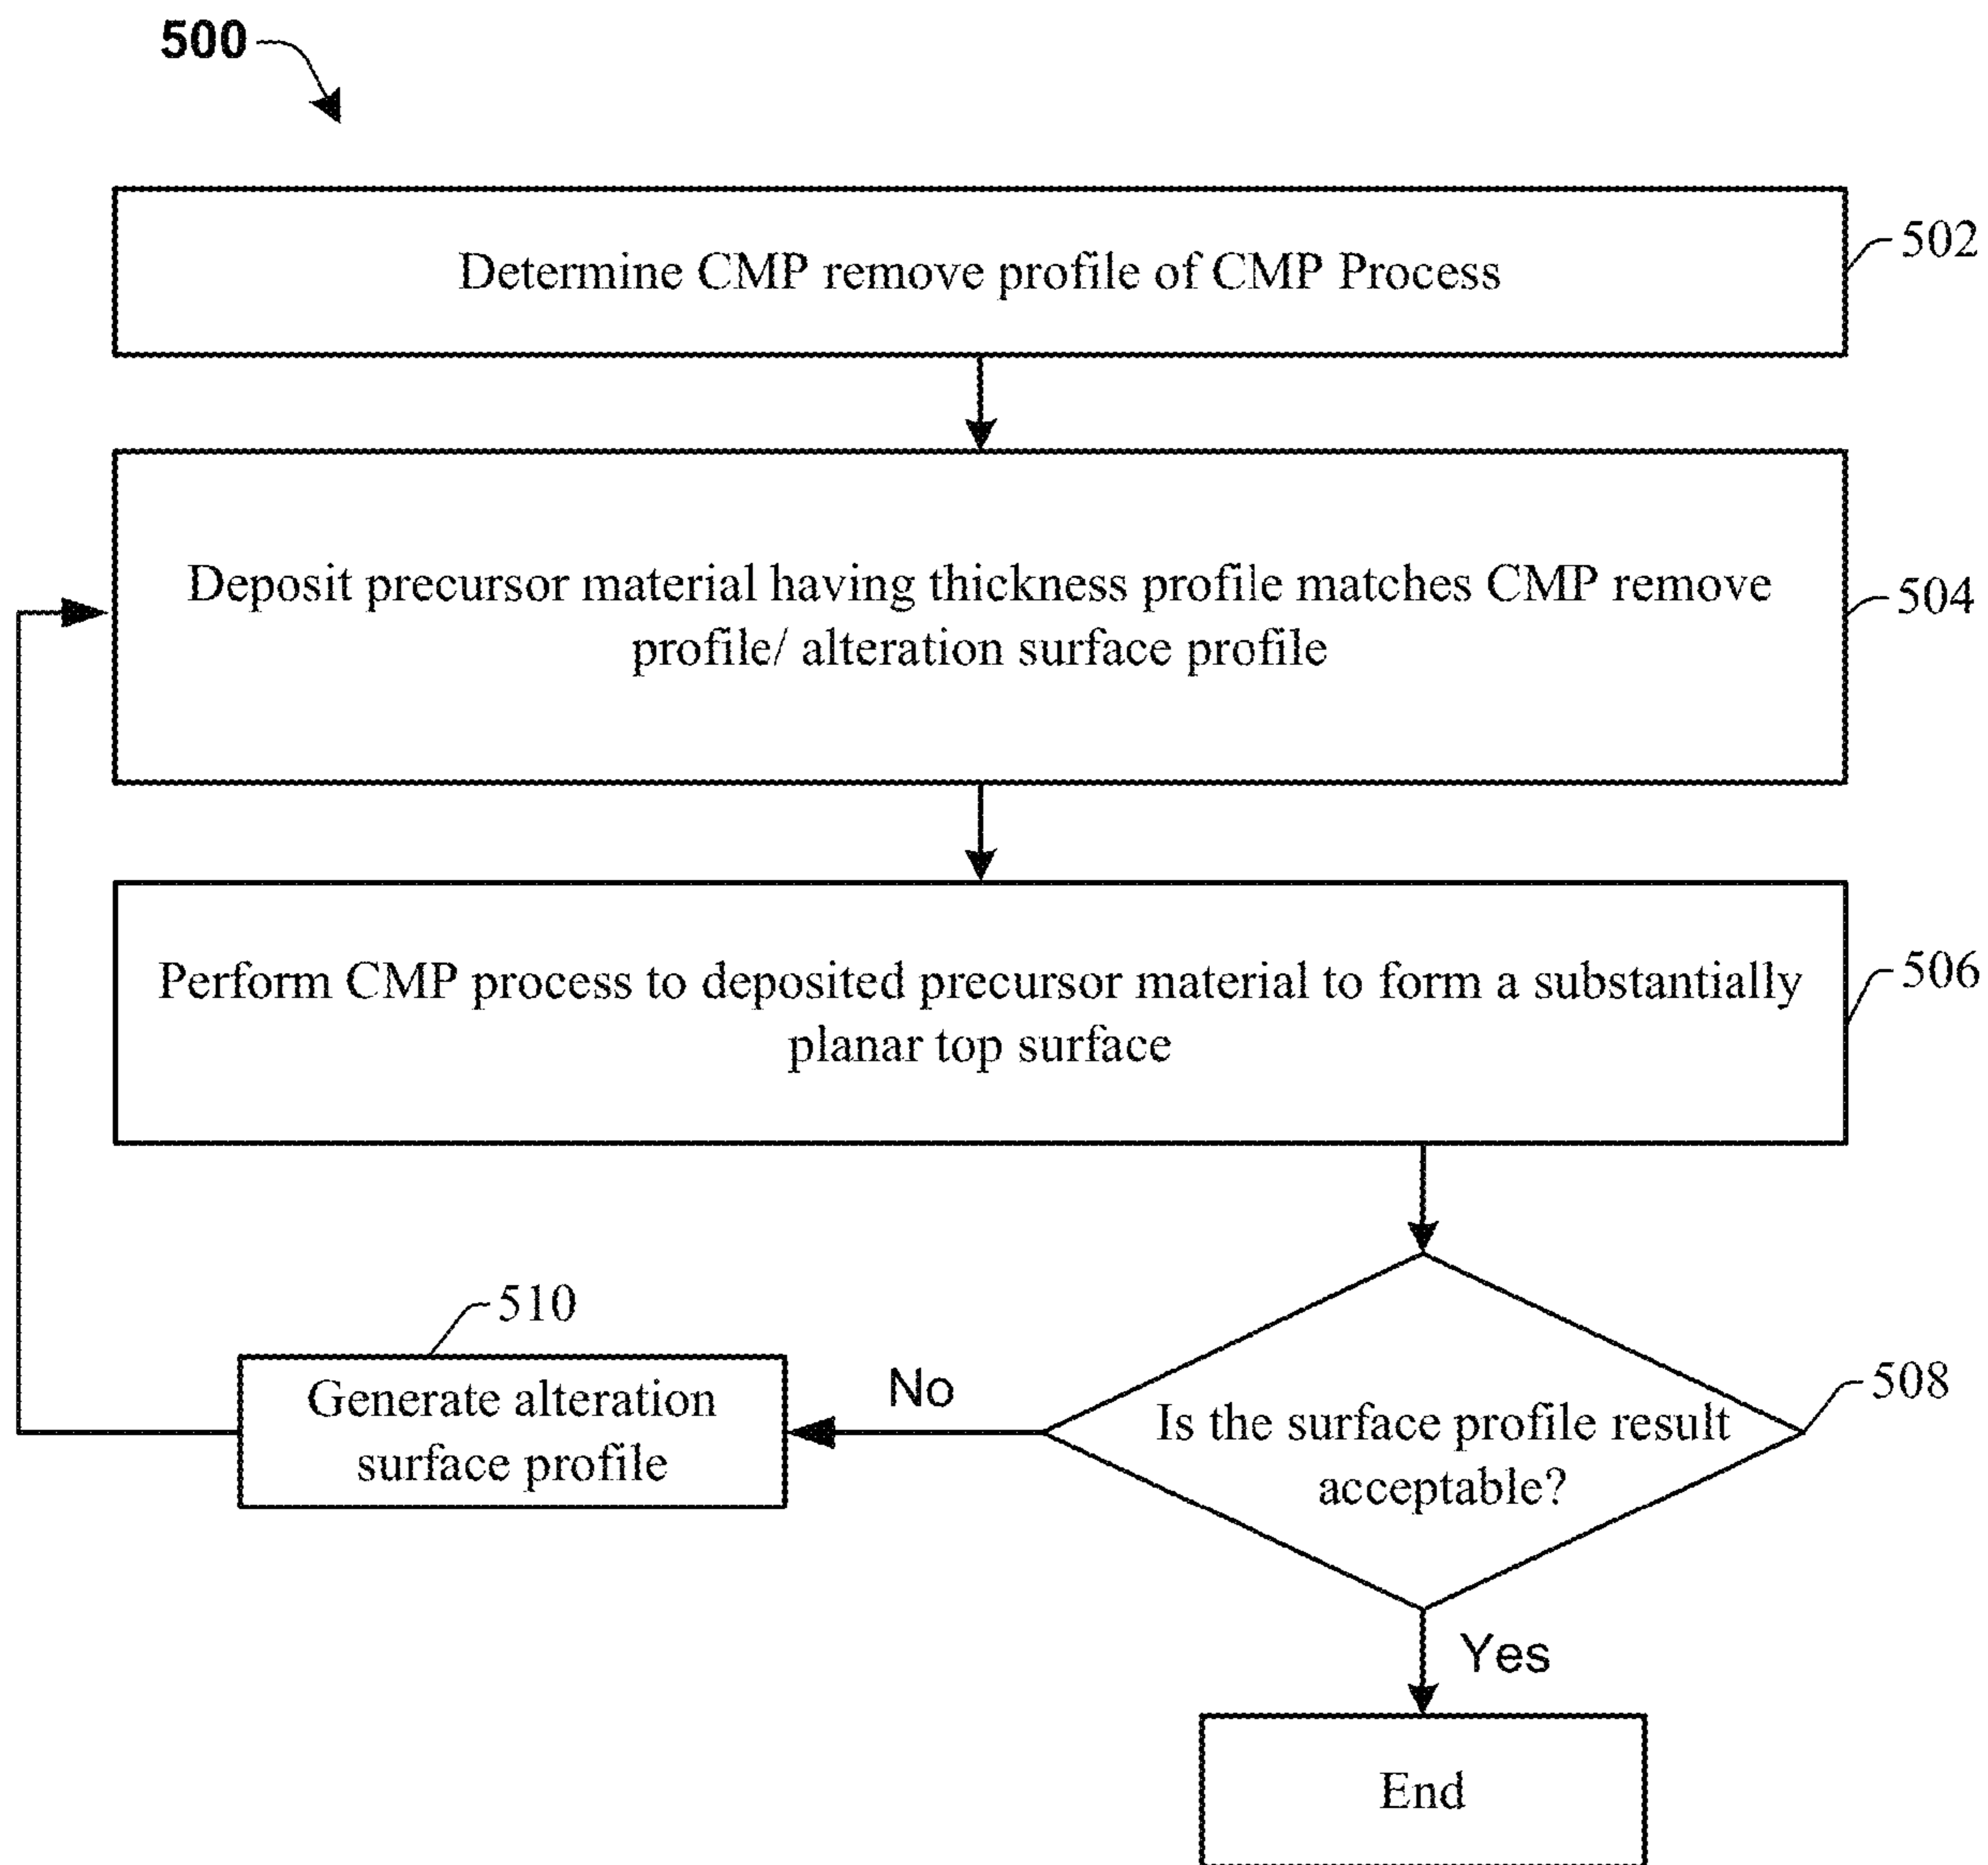 500
Determine CMP remove profile of CMP Process
502
Deposit precursor material having thickness profile matches CMP remove
profile/ alteration surface profile
504
Perform CMP process to deposited precursor material to form a substantially
planar top surface
506
510
Generate alteration
surface profile
No
Is the surface profile result
acceptable?
508
Yes
End